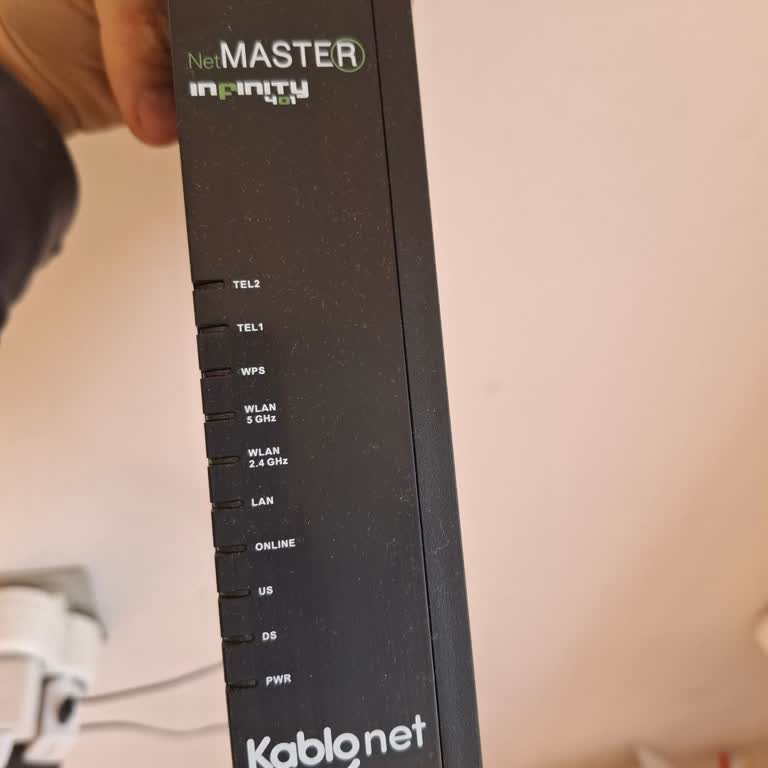 NetMASTER
INFINITY
401
TEL2
TEL1
WPS
WLAN
5 GHz
WLAN
2.4 GHz
LAN
ONLINE
US
DS
PWR
Kablonet